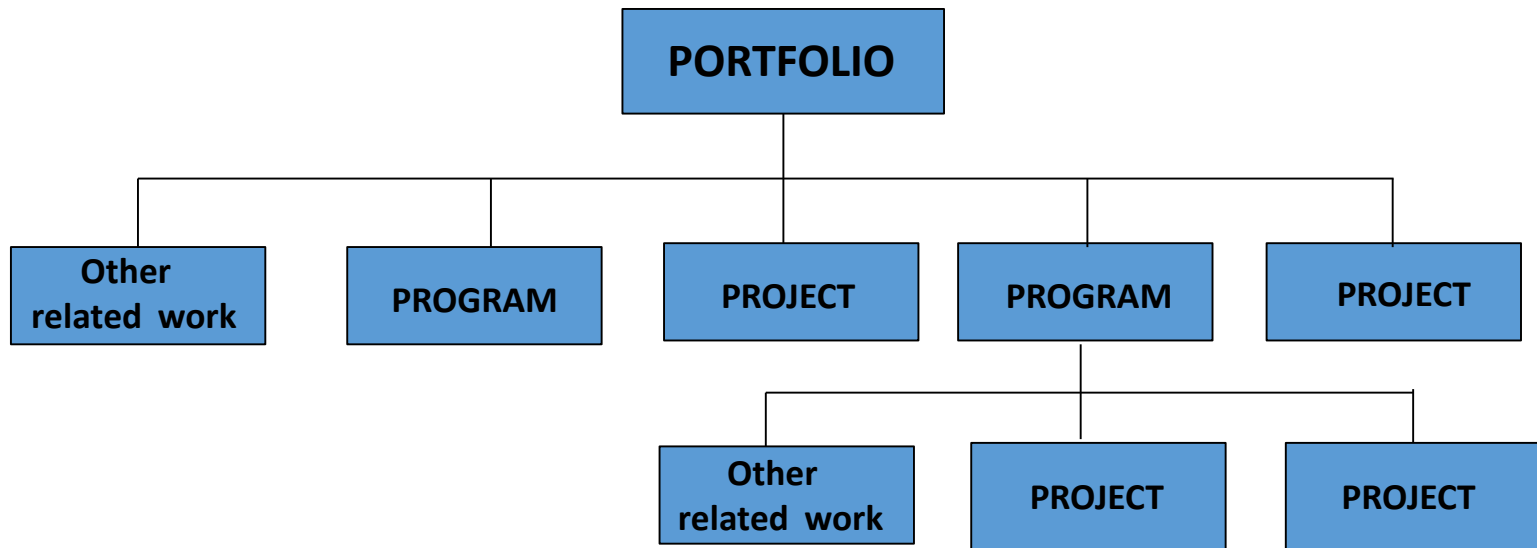 PORTFOLIO
Other
related work
PROGRAM
PROJECT
PROGRAM
PROJECT
Other
related work
PROJECT
PROJECT